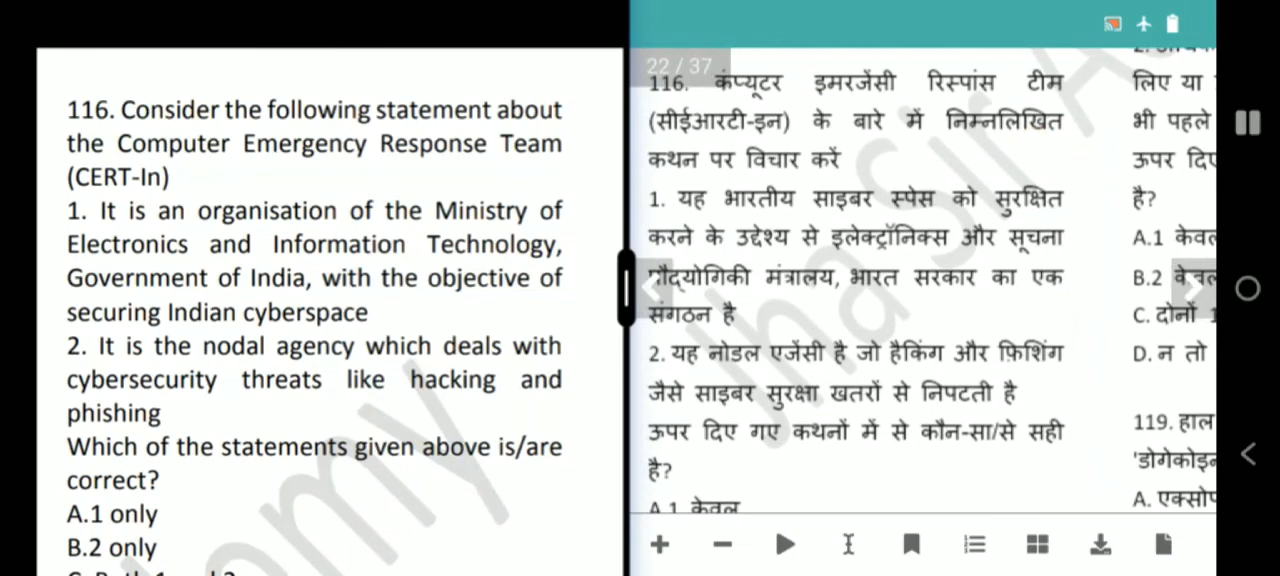 116. Consider the following statement about
the Computer Emergency Response Team
(CERT-In)
1. It is an organisation of the Ministry of
Electronics and Information Technology,
Government of India, with the objective of
securing Indian cyberspace
2. It is the nodal agency which deals with
cybersecurity threats like hacking and
phishing
Which of the statements given above is/are
correct?
A.1 only
B.2 only
22 / 37
116. कंप्यूटर इमरजेंसी रिस्पांस टीम
(सीईआरटी-इन) के बारे में निम्नलिखित
कथन पर विचार करें
1. यह भारतीय साइबर स्पेस को सुरक्षित
करने के उद्देश्य से इलेक्ट्रॉनिक्स और सूचना
प्रौद्योगिकी मंत्रालय, भारत सरकार का एक
संगठन है
2. यह नोडल एजेंसी है जो हैकिंग और फ़िशिंग
जैसे साइबर सुरक्षा खतरों से निपटती है
ऊपर दिए गए कथनों में से कौन-सा/से सही
है?
A.1 केवल
लिए या
भी पहले
ऊपर
है?
A.1
B.2
C. दोनों 1
D. न तो
119. हाल
A.
Jha Sir